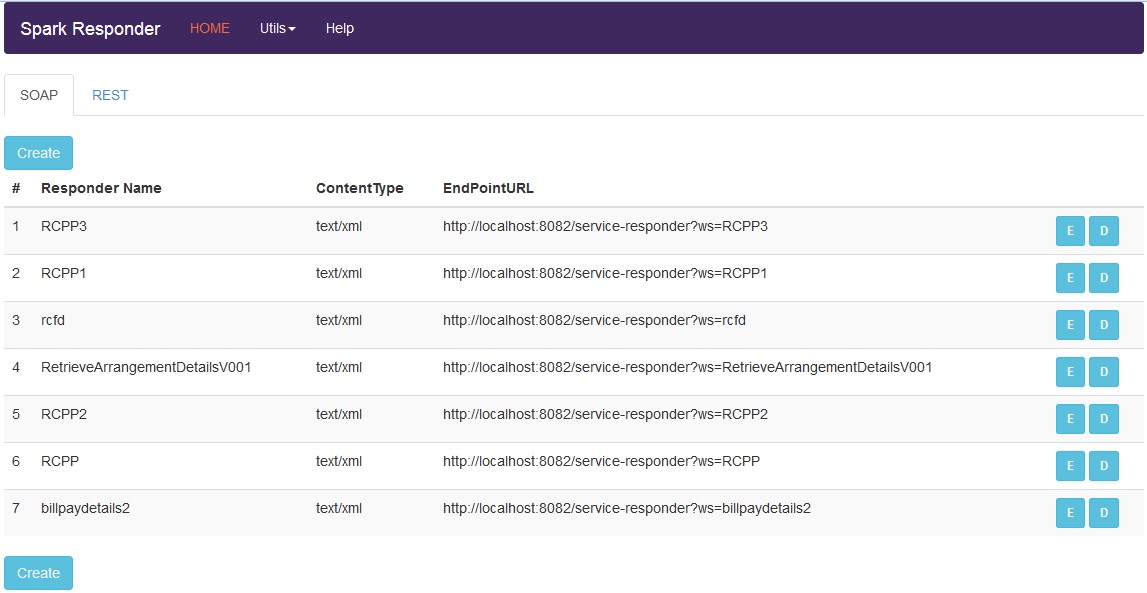 Spark Responder HOME Utils Help
SOAP REST
Create
# Responder Name ContentType EndPointURL
1 RCPP3 text/xml http://localhost:8082/service-responder?ws=RCPP3 E D
2 RCPP1 text/xml http://localhost:8082/service-responder?ws=RCPP1 E D
3 rcfd text/xml http://localhost:8082/service-responder?ws=rcfd E D
4 RetrieveArrangementDetailsV001 text/xml http://localhost:8082/service-responder?ws=RetrieveArrangementDetailsV001 E D
5 RCPP2 text/xml http://localhost:8082/service-responder?ws=RCPP2 E D
6 RCPP text/xml http://localhost:8082/service-responder?ws=RCPP E D
7 billpaydetails2 text/xml http://localhost:8082/service-responder?ws=billpaydetails2 E D
Create